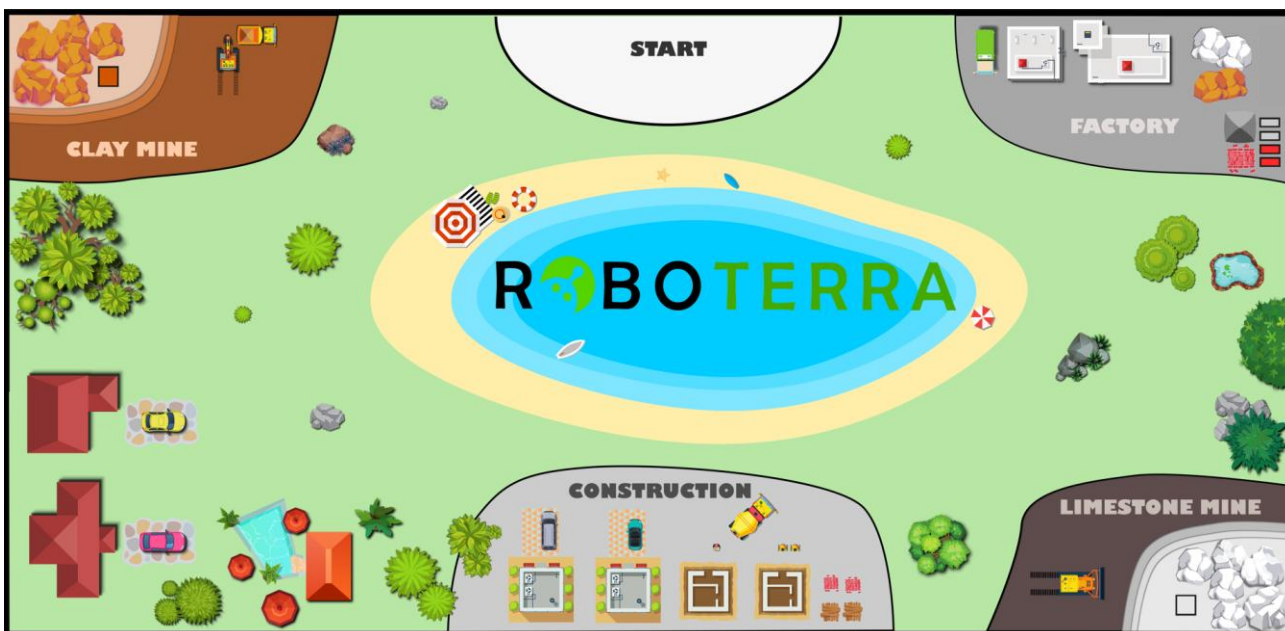 START
FACTORY
CLAY MINE
ROBOTERRA
CONSTRUCTION
LIMESTONE MINE